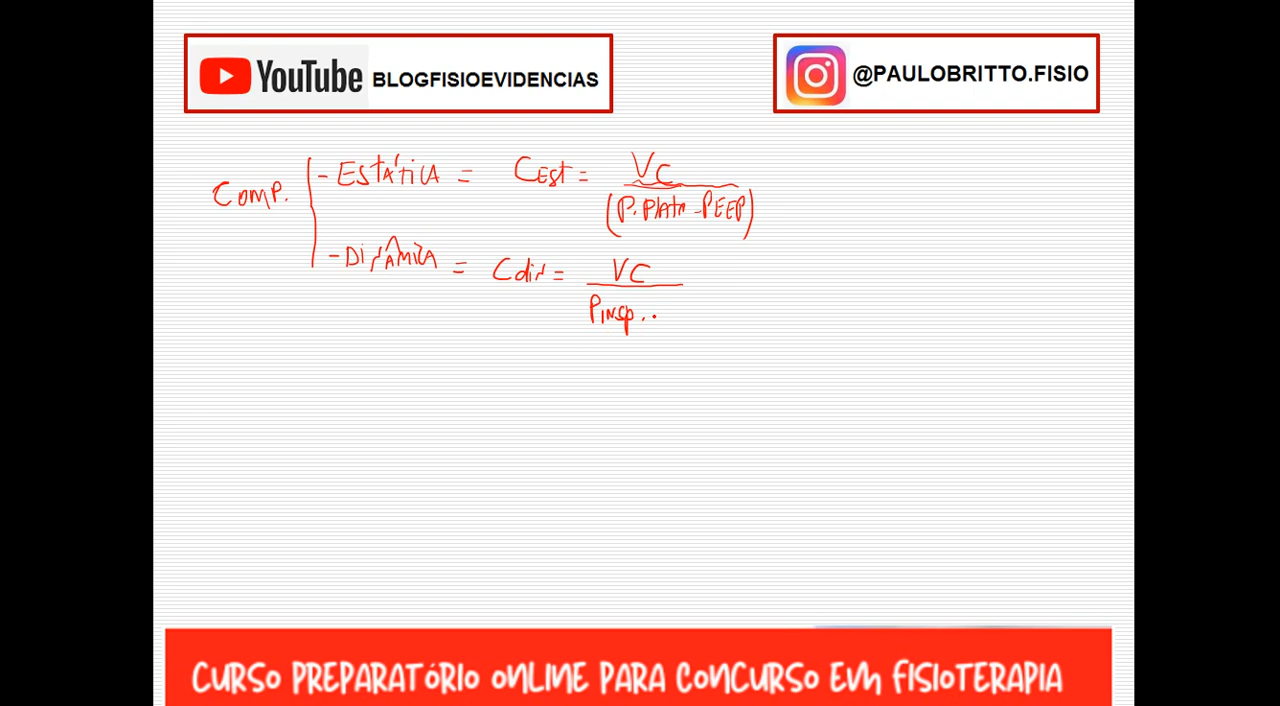 YouTube BLOGFISIOEVIDENCIAS
@PAULOBRITTO.FISIO
COMP.
- ESTÁTICA = CEst = VC
(P.Platô - PEEP)
- DINÂMICA = Cdin = VC
PINSP..
CURSO PREPARATÓRIO ONLINE PARA CONCURSO EM FISIOTERAPIA